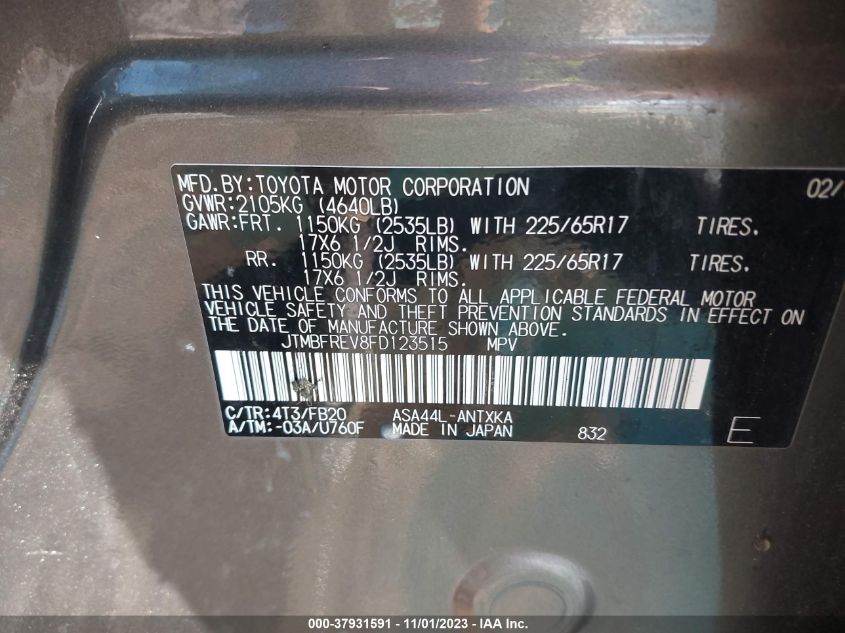 MFD.BY:TOYOTA MOTOR CORPORATION 02/
GVWR:2105KG (4640LB)
GAWR:FRT. 1150KG (2535LB) WITH 225/65R17 TIRES.
17X6 1/2J RIMS.
RR. 1150KG (2535LB) WITH 225/65R17 TIRES.
17X6 1/2J RIMS.
THIS VEHICLE CONFORMS TO ALL APPLICABLE FEDERAL MOTOR
VEHICLE SAFETY AND THEFT PREVENTION STANDARDS IN EFFECT ON
THE DATE OF MANUFACTURE SHOWN ABOVE.
JTMBFREV8FD123515 MPV
C/TR:4T3/FB20 ASA44L-ANTXKA
A/TM:-03A/U760F MADE IN JAPAN 832 E
000-37931591 - 11/01/2023 - IAA Inc.